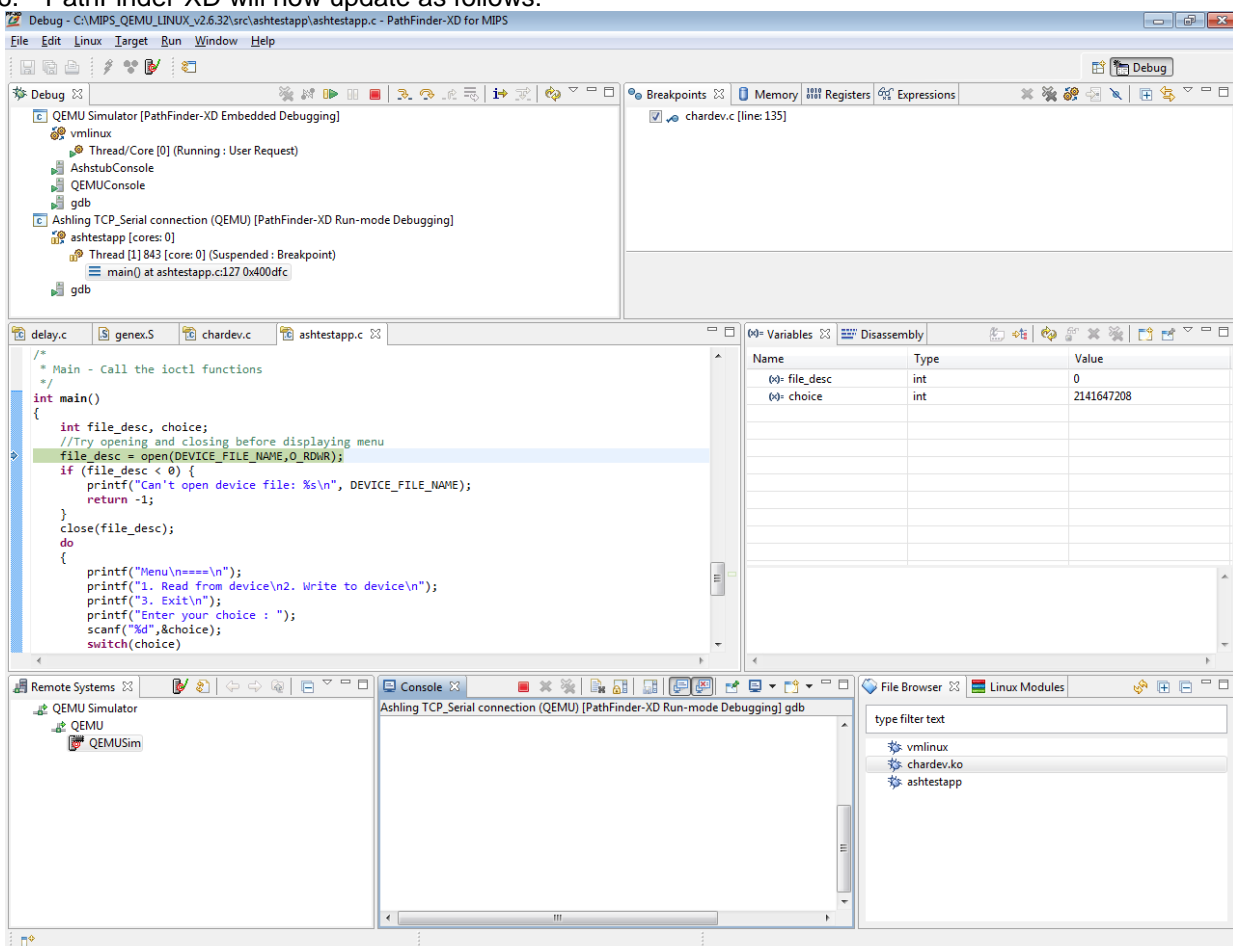 PathFinder-XD will now update as follows:
Debug - C:\MIPS_QEMU_LINUX_v2.6.32\src\ashtestapp\ashtestapp.c - PathFinder-XD for MIPS
File Edit Linux Target Run Window Help
Debug
Debug
QEMU Simulator [PathFinder-XD Embedded Debugging]
vmlinux
Thread/Core [0] (Running : User Request)
AshstubConsole
QEMUConsole
gdb
Ashling TCP_Serial connection (QEMU) [PathFinder-XD Run-mode Debugging]
ashtestapp [cores: 0]
Thread [1] 843 [core: 0] (Suspended : Breakpoint)
main() at ashtestapp.c:127 0x400dfc
gdb
Breakpoints Memory Registers Expressions
chardev.c [line: 135]
delay.c genex.S chardev.c ashtestapp.c
/*
* Main - Call the ioctl functions
*/
int main()
{
int file_desc, choice;
//Try opening and closing before displaying menu
file_desc = open(DEVICE_FILE_NAME,O_RDWR);
if (file_desc < 0) {
printf("Can't open device file: %s\n", DEVICE_FILE_NAME);
return -1;
}
close(file_desc);
do
{
printf("Menu\n====\n");
printf("1. Read from device\n2. Write to device\n");
printf("3. Exit\n");
printf("Enter your choice : ");
scanf("%d",&choice);
switch(choice)
(x)= Variables Disassembly
Name Type Value
(x)= file_desc int 0
(x)= choice int 2141647208
Remote Systems
QEMU Simulator
QEMU
QEMUSim
Console
Ashling TCP_Serial connection (QEMU) [PathFinder-XD Run-mode Debugging] gdb
File Browser Linux Modules
type filter text
vmlinux
chardev.ko
ashtestapp